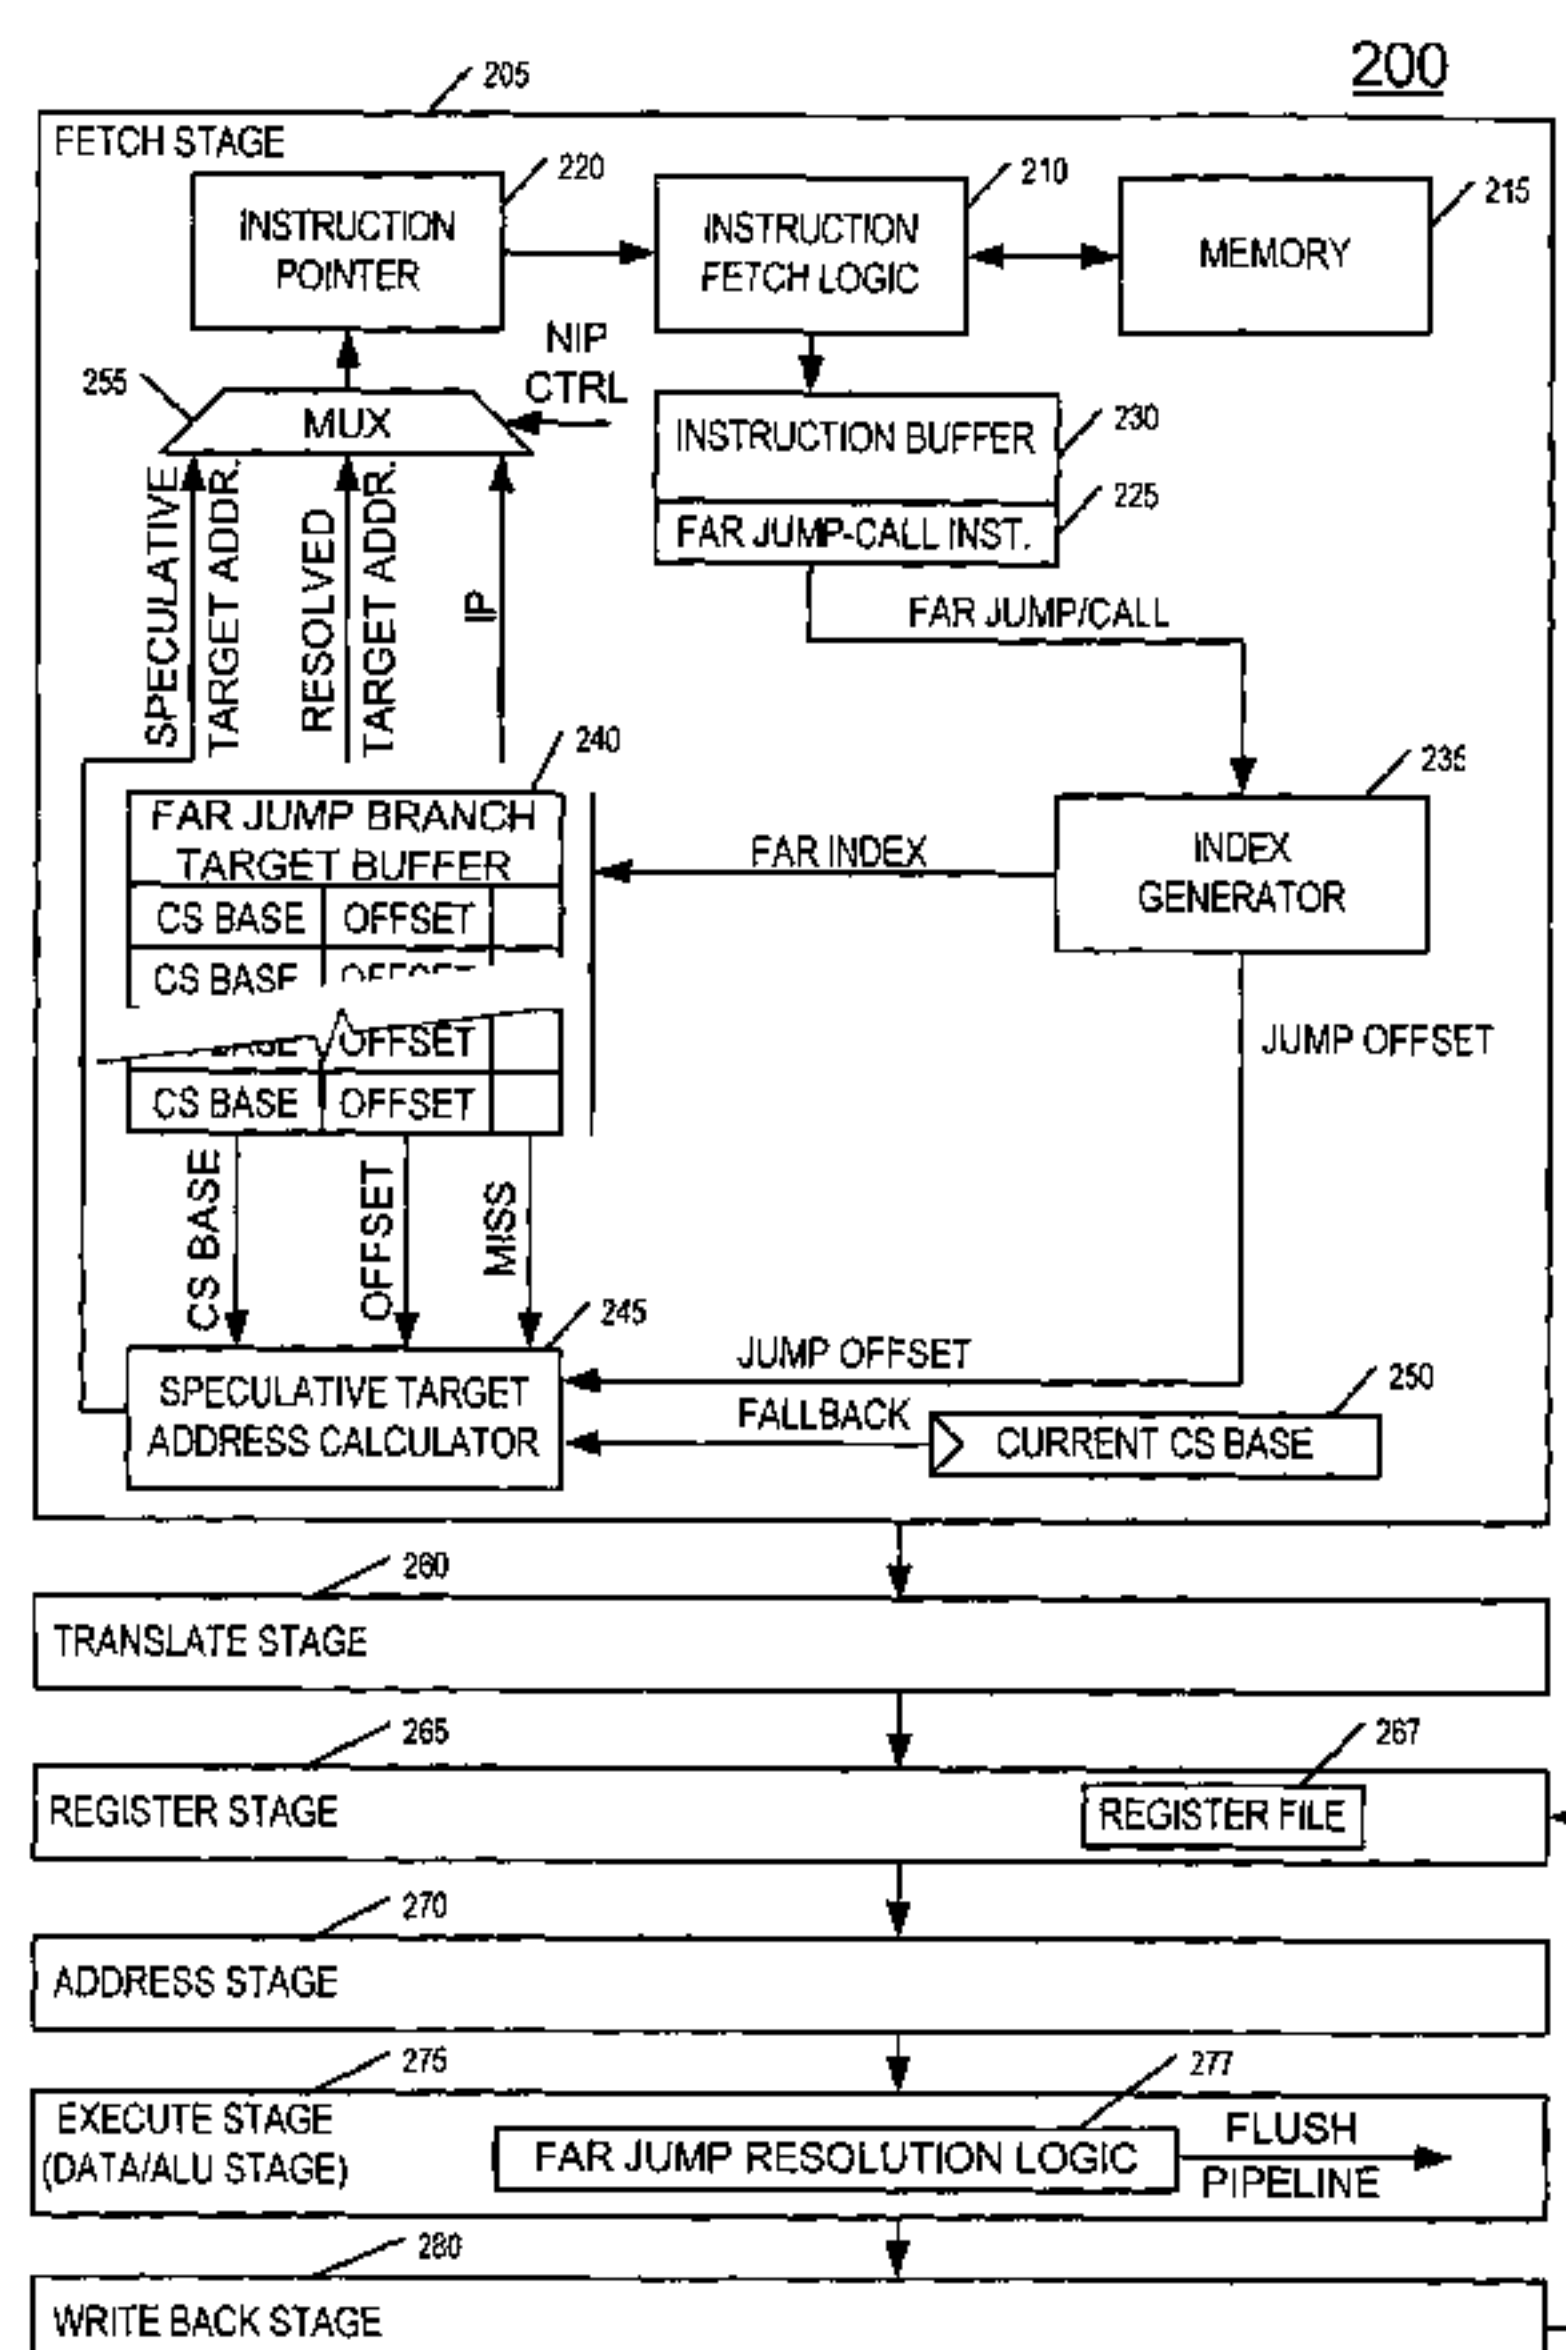 200
205
FETCH STAGE
220
210
215
INSTRUCTION
POINTER
INSTRUCTION
FETCH LOGIC
MEMORY
NIP
CTRL
255
MUX
INSTRUCTION BUFFER
230
225
FAR JUMP-CALL INST.
SPECULATIVE
TARGET ADDR.
RESOLVED
TARGET ADDR.
IP
FAR JUMP/CALL
240
235
FAR JUMP BRANCH
TARGET BUFFER
FAR INDEX
INDEX
GENERATOR
CS BASE OFFSET
CS BASE OFFSET
JUMP OFFSET
BASE OFFSET
CS BASE OFFSET
CS BASE
OFFSET
MISS
245
JUMP OFFSET
250
SPECULATIVE TARGET
ADDRESS CALCULATOR
FALLBACK
CURRENT CS BASE
260
TRANSLATE STAGE
265
267
REGISTER STAGE
REGISTER FILE
270
ADDRESS STAGE
275
277
EXECUTE STAGE
(DATA/ALU STAGE)
FAR JUMP RESOLUTION LOGIC
FLUSH
PIPELINE
280
WRITE BACK STAGE